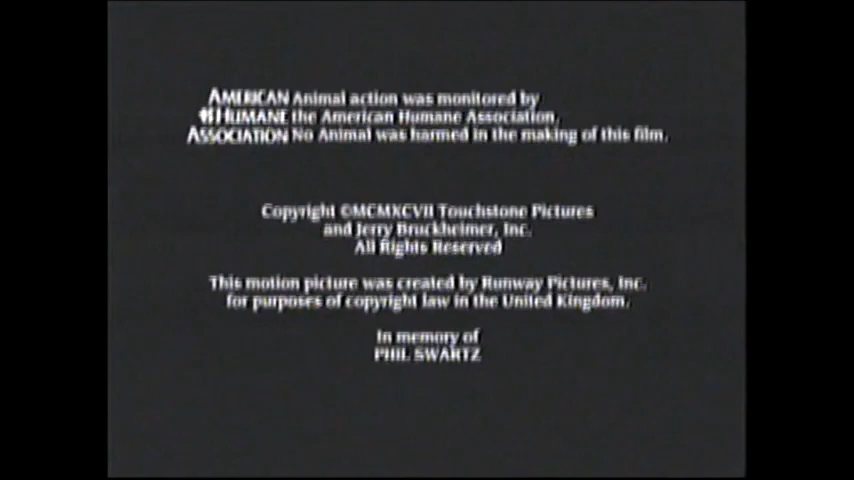 AMERICAN Animal action was monitored by
HUMANE the American Humane Association.
ASSOCIATION No Animal was harmed in the making of this film.
Copyright ©MCMXCVII Touchstone Pictures
and Jerry Bruckheimer, Inc.
All Rights Reserved
This motion picture was created by Runway Pictures, Inc.
for purposes of copyright law in the United Kingdom.
In memory of
PHIL SWARTZ